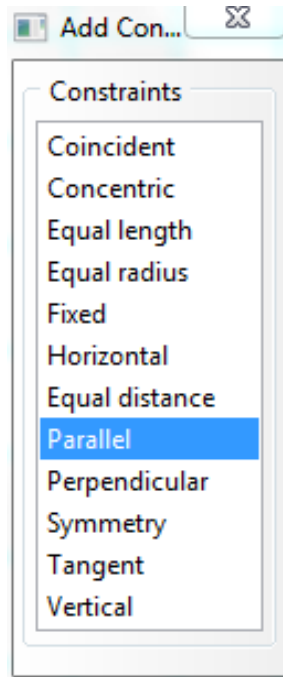 Add Con...
Constraints
Coincident
Concentric
Equal length
Equal radius
Fixed
Horizontal
Equal distance
Parallel
Perpendicular
Symmetry
Tangent
Vertical